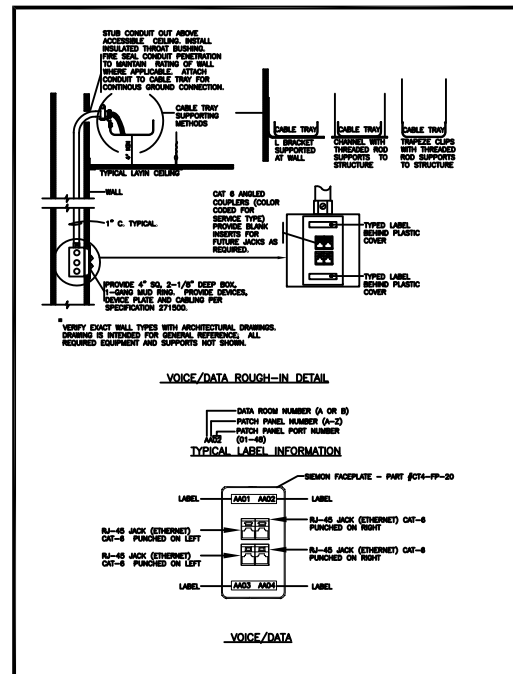 STUB CONDUIT OUT ABOVE
ACCESSIBLE CEILING. INSTALL
INSULATED THROAT BUSHING.
FIRE SEAL CONDUIT PENETRATION
TO MAINTAIN RATING OF WALL
WHERE APPLICABLE. ATTACH
CONDUIT TO CABLE TRAY FOR
CONTINOUS GROUND CONNECTION.
CABLE TRAY
SUPPORTING
METHODS
CABLE TRAY
L BRACKET
SUPPORTED
AT WALL
CABLE TRAY
CHANNEL WITH
THREADED ROD
SUPPORTS TO
STRUCTURE
CABLE TRAY
TRAPEZE CLIPS
WITH THREADED
ROD SUPPORTS
TO STRUCTURE
TYPICAL LAYIN CEILING
WALL
1" C. TYPICAL
CAT 6 ANGLED
COUPLERS (COLOR
CODED FOR
SERVICE TYPE)
PROVIDE BLANK
INSERTS FOR
FUTURE JACKS AS
REQUIRED.
TYPED LABEL
BEHIND PLASTIC
COVER
TYPED LABEL
BEHIND PLASTIC
COVER
PROVIDE 4" SQ, 2-1/8" DEEP BOX,
1-GANG MUD RING. PROVIDE DEVICES,
DEVICE PLATE AND CABLING PER
SPECIFICATION 271500.
VERIFY EXACT WALL TYPES WITH ARCHITECTURAL DRAWINGS.
DRAWING IS INTENDED FOR GENERAL REFERENCE, ALL
REQUIRED EQUIPMENT AND SUPPORTS NOT SHOWN.
VOICE/DATA ROUGH-IN DETAIL
DATA ROOM NUMBER (A OR B)
PATCH PANEL NUMBER (A-Z)
PATCH PANEL PORT NUMBER
(01-48)
AA02
TYPICAL LABEL INFORMATION
SIEMON FACEPLATE - PART #CT4-FP-20
LABEL
AA01 AA02
LABEL
RJ-45 JACK (ETHERNET)
CAT-6 PUNCHED ON LEFT
RJ-45 JACK (ETHERNET) CAT-6
PUNCHED ON RIGHT
RJ-45 JACK (ETHERNET)
CAT-6 PUNCHED ON LEFT
RJ-45 JACK (ETHERNET) CAT-6
PUNCHED ON RIGHT
LABEL
AA03 AA04
LABEL
VOICE/DATA